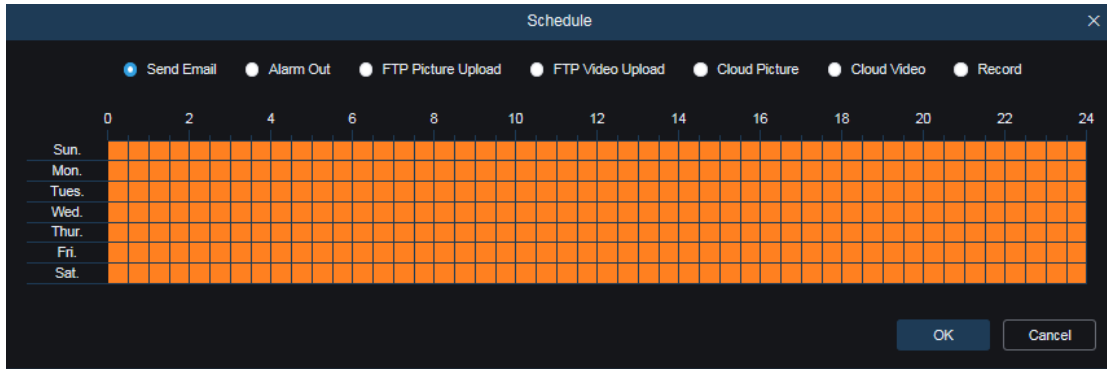 Schedule
Send Email Alarm Out FTP Picture Upload FTP Video Upload Cloud Picture Cloud Video Record
0 2 4 6 8 10 12 14 16 18 20 22 24
Sun.
Mon.
Tues.
Wed.
Thur.
Fri.
Sat.
OK Cancel